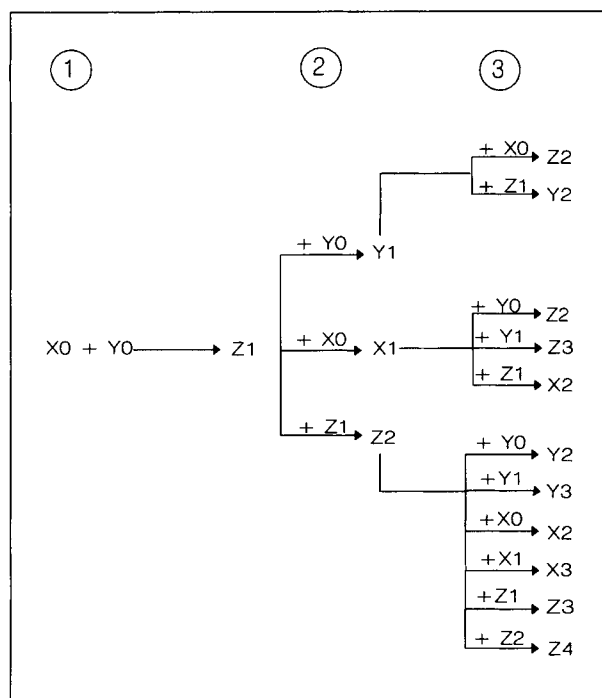 1 2 3
+ X0 Z2
+ Z1 Y2
+ Y0 Y1
+ Y0 Z2
X0 + Y0 Z1 + X0 X1 + Y1 Z3
+ Z1 X2
+ Z1 Z2
+ Y0 Y2
+Y1 Y3
+X0 X2
+X1 X3
+Z1 Z3
+ Z2 Z4